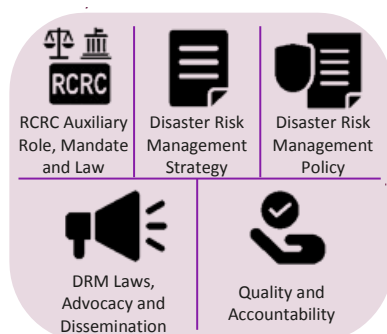 RCRC
RCRC Auxiliary
Role, Mandate
and Law
Disaster Risk
Management
Strategy
Disaster Risk
Management
Policy
DRM Laws,
Advocacy and
Dissemination
Quality and
Accountability